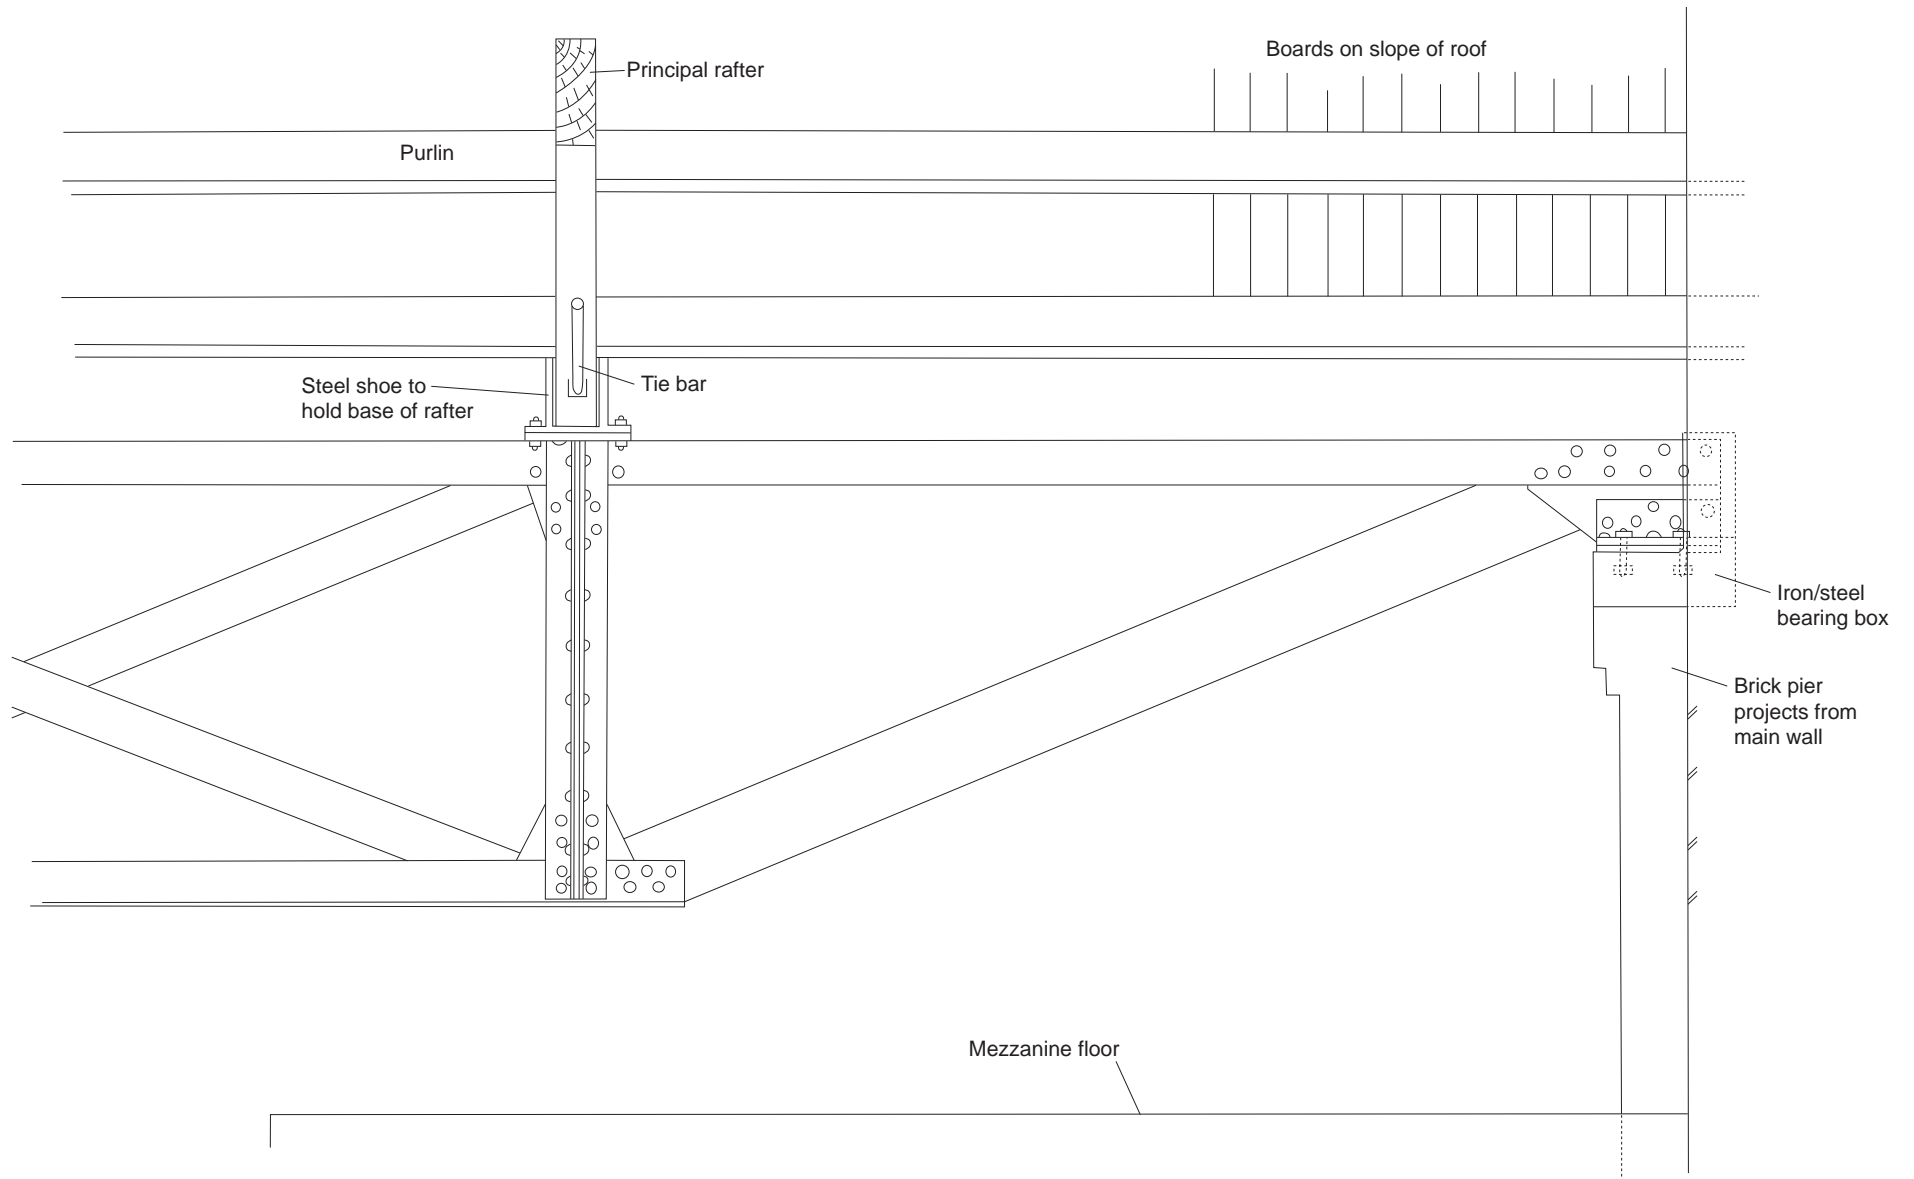 Boards on slope of roof
Principal rafter
Purlin
Steel shoe to
hold base of rafter
Tie bar
Iron/steel
bearing box
Brick pier
projects from
main wall
Mezzanine floor